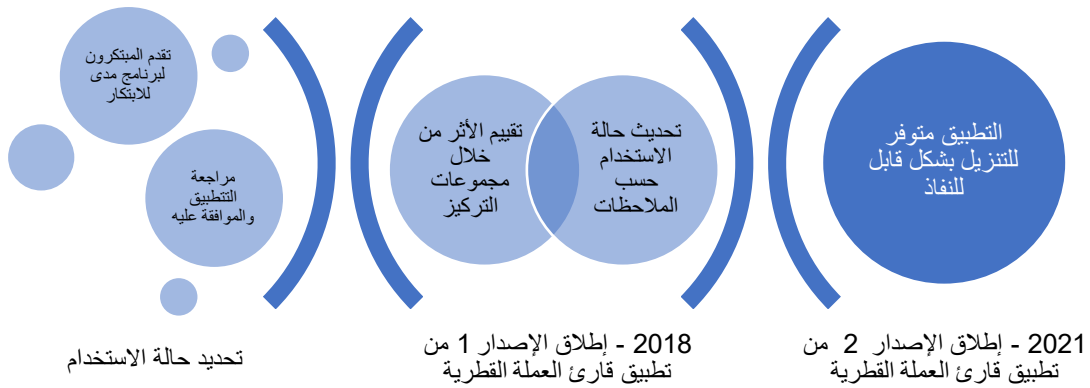 تقدم المبتكرون
لبرنامج مدى
للابتكار
مراجعة
التتطبيق
والموافقة عليه
تحديد حالة الاستخدام
تقييم الأثر من
خلال
مجموعات
التركيز
تحديث حالة
الاستخدام
حسب
الملاحظات
2018 - إطلاق الإصدار 1 من
تطبيق قارئ العملة القطرية
التطبيق متوفر
للتنزيل بشكل قابل
للنفاذ
2021 - إطلاق الإصدار 2 من
تطبيق قارئ العملة القطرية